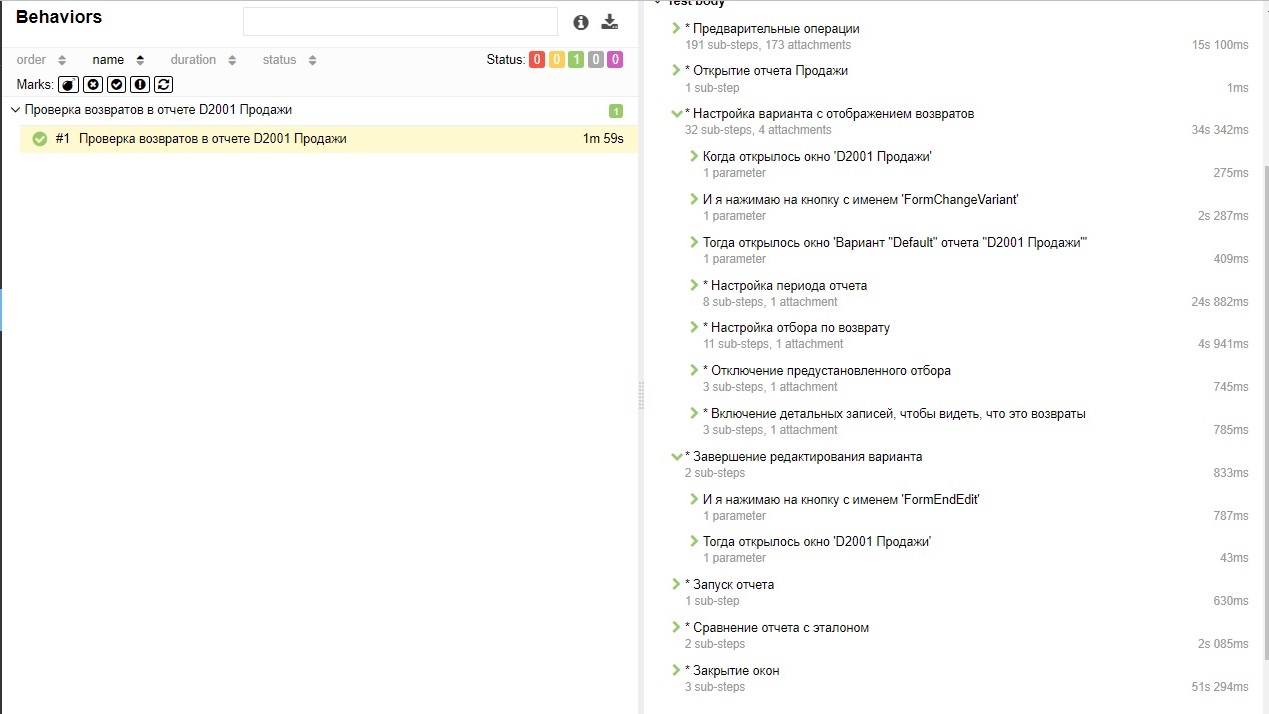 Behaviors
order name duration status Status: 0 0 1 0 0
Marks:
Проверка возвратов в отчете D2001 Продажи 1
#1 Проверка возвратов в отчете D2001 Продажи 1m 59s
Test body
* Предварительные операции
191 sub-steps, 173 attachments 15s 100ms
* Открытие отчета Продажи
1 sub-step 1ms
* Настройка варианта с отображением возвратов
32 sub-steps, 4 attachments 34s 342ms
Когда открылось окно 'D2001 Продажи'
1 parameter 275ms
И я нажимаю на кнопку с именем 'FormChangeVariant'
1 parameter 2s 287ms
Тогда открылось окно 'Вариант "Default" отчета "D2001 Продажи"'
1 parameter 409ms
* Настройка периода отчета
8 sub-steps, 1 attachment 24s 882ms
* Настройка отбора по возврату
11 sub-steps, 1 attachment 4s 941ms
* Отключение предустановленного отбора
3 sub-steps, 1 attachment 745ms
* Включение детальных записей, чтобы видеть, что это возвраты
3 sub-steps, 1 attachment 785ms
* Завершение редактирования варианта
2 sub-steps 833ms
И я нажимаю на кнопку с именем 'FormEndEdit'
1 parameter 787ms
Тогда открылось окно 'D2001 Продажи'
1 parameter 43ms
* Запуск отчета
1 sub-step 630ms
* Сравнение отчета с эталоном
2 sub-steps 2s 085ms
* Закрытие окон
3 sub-steps 51s 294ms